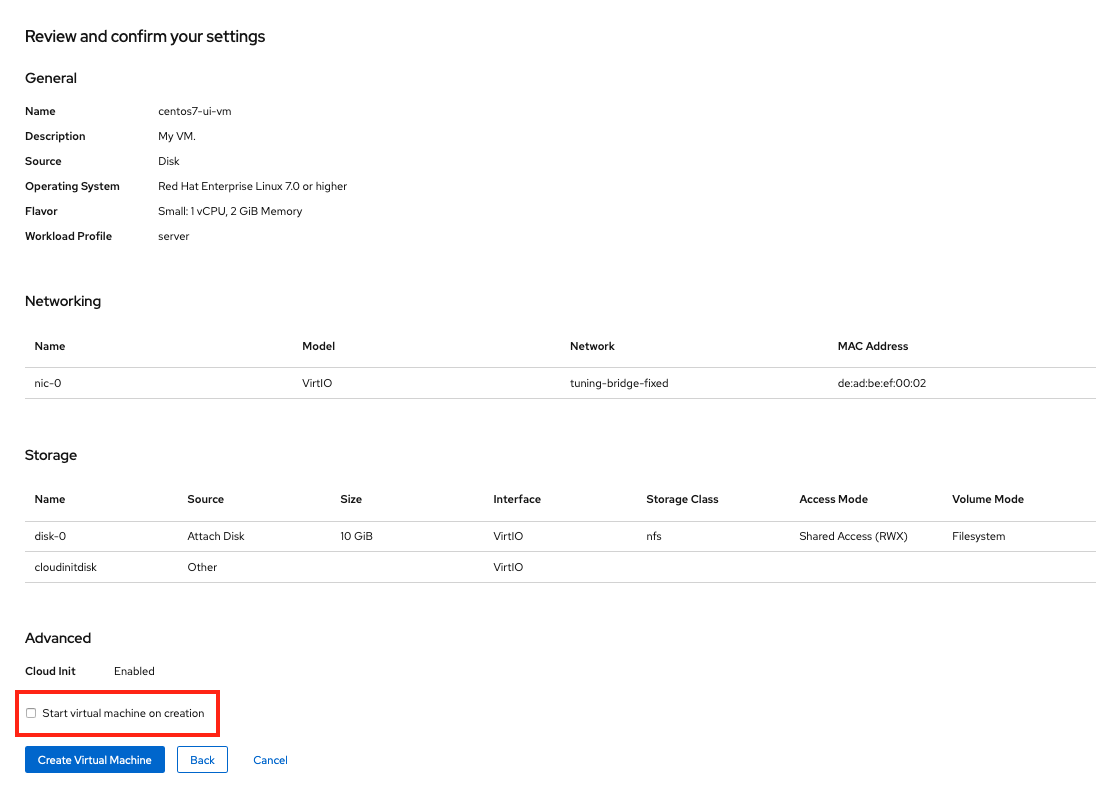 Review and confirm your settings
General
Name centos7-ui-vm
Description My VM.
Source Disk
Operating System Red Hat Enterprise Linux 7.0 or higher
Flavor Small: 1 vCPU, 2 GiB Memory
Workload Profile server
Networking
Name Model Network MAC Address
nic-0 VirtIO tuning-bridge-fixed de:ad:be:ef:00:02
Storage
Name Source Size Interface Storage Class Access Mode Volume Mode
disk-0 Attach Disk 10 GiB VirtIO nfs Shared Access (RWX) Filesystem
cloudinitdisk Other VirtIO
Advanced
Cloud Init Enabled
Start virtual machine on creation
Create Virtual Machine Back Cancel